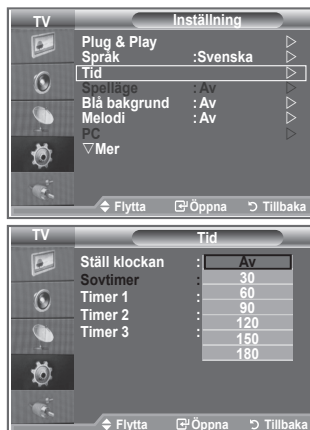 TV Inställning
Plug & Play
Språk :Svenska
Tid
Spelläge : Av
Blå bakgrund : Av
Melodi : Av
PC
▽Mer
Flytta Öppna Tillbaka
TV Tid
Ställ klockan : Av
Sovtimer : 30
Timer 1 : 60
90
Timer 2 : 120
Timer 3 : 150
180
Flytta Öppna Tillbaka